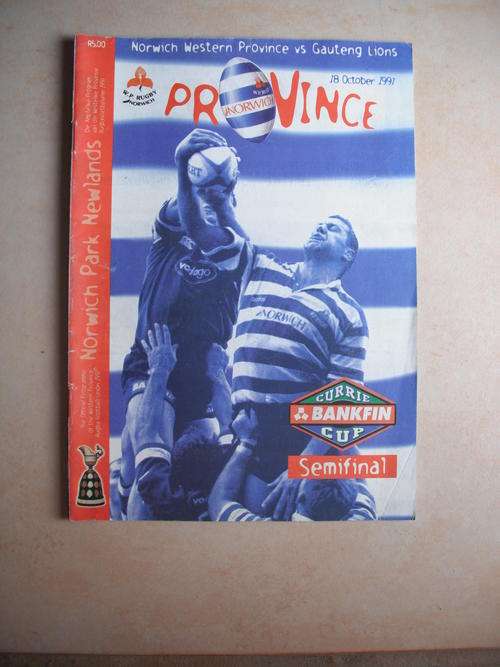 R5.00
Norwich Western Province vs Gauteng Lions
18 October 1997
W.P. RUGBY
NORWICH
PROVINCE
NORWICH
Norwich Park Newlands
vodago
NORWICH
CURRIE
BANKFIN
CUP
Semifinal